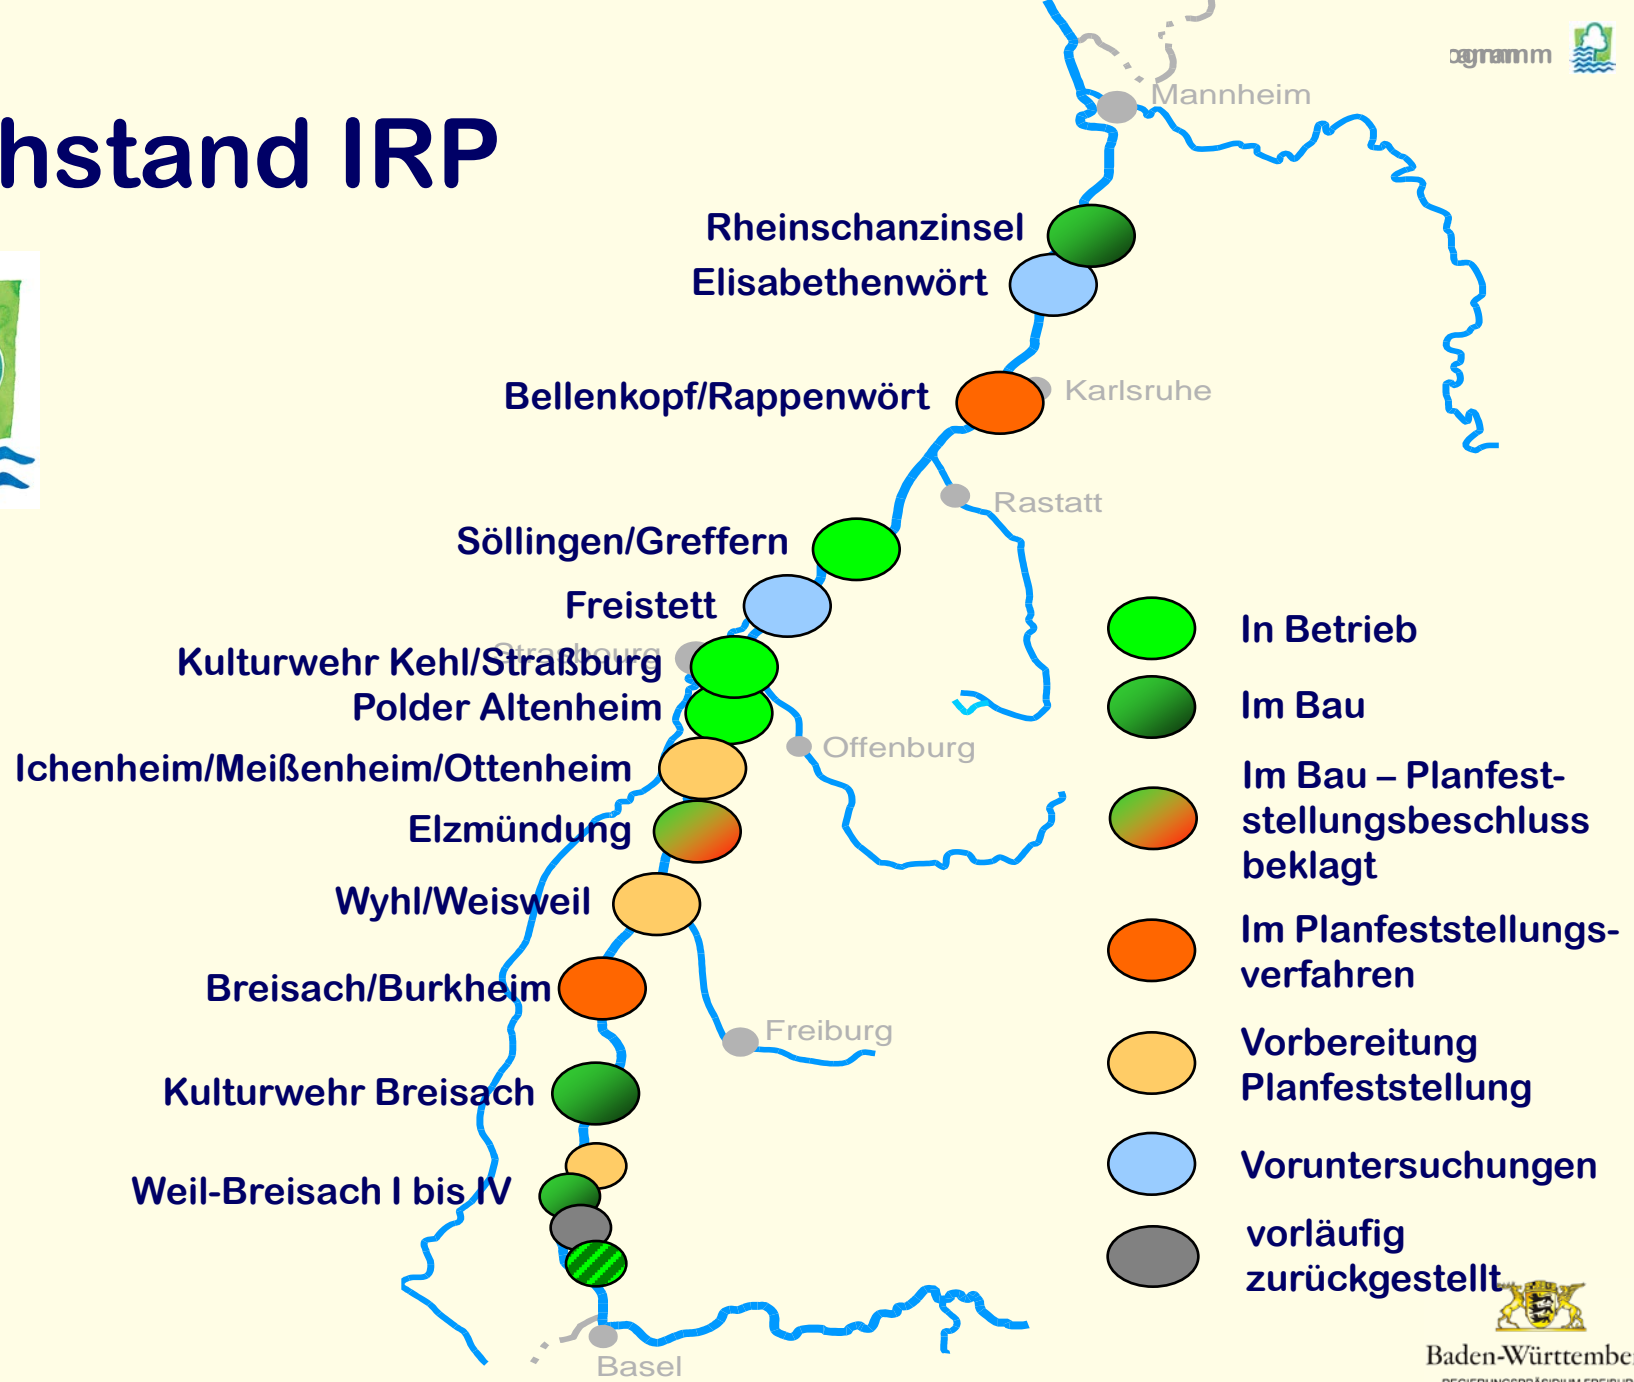 hstand IRP
Mannheim
Rheinschanzinsel
Elisabethenwört
Bellenkopf/Rappenwört
Karlsruhe
Rastatt
Söllingen/Greffern
Freistett
Strasbourg
Kulturwehr Kehl/Straßburg
Polder Altenheim
Offenburg
Ichenheim/Meißenheim/Ottenheim
Elzmündung
Wyhl/Weisweil
Breisach/Burkheim
Freiburg
Kulturwehr Breisach
Weil-Breisach I bis IV
Basel
In Betrieb
Im Bau
Im Bau – Planfest-
stellungsbeschluss
beklagt
Im Planfeststellungs-
verfahren
Vorbereitung
Planfeststellung
Voruntersuchungen
vorläufig
zurückgestellt
Baden-Württember